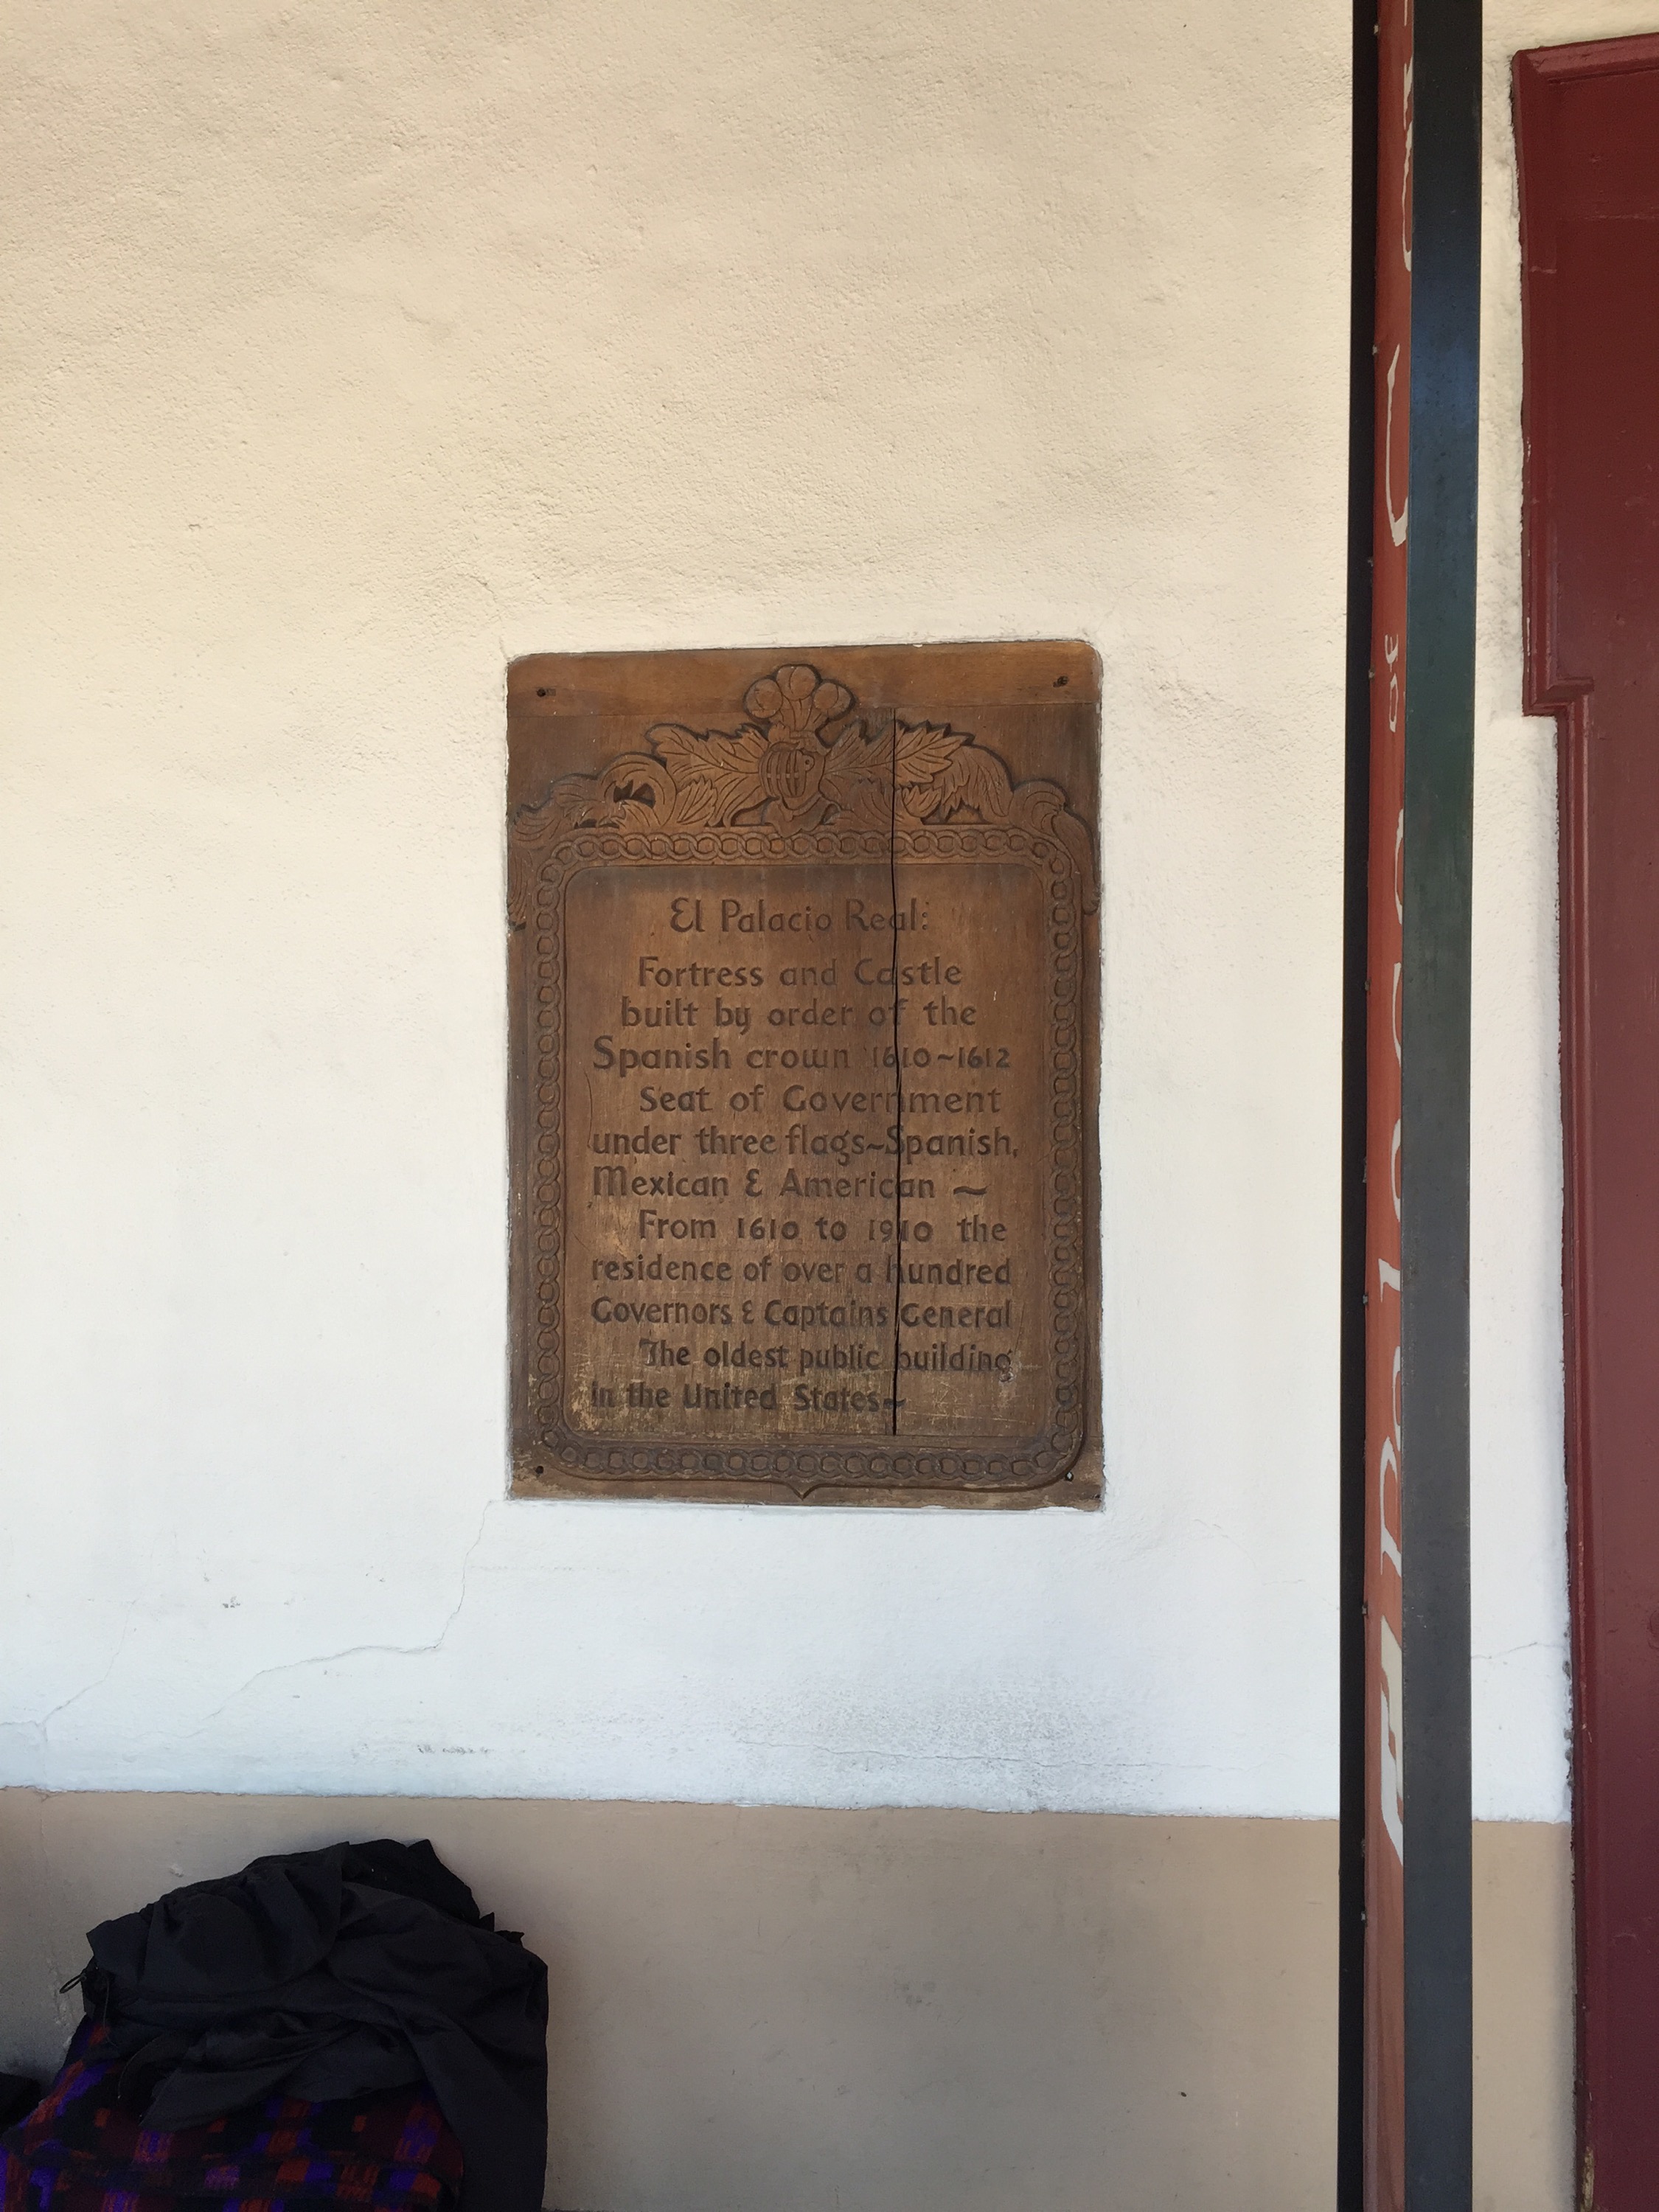 El Palacio Real:
Fortress and Castle
built by order of the
Spanish crown 1610~1612
Seat of Government
under three flags~Spanish,
Mexican & American ~
From 1610 to 1910 the
residence of over a hundred
Governors & Captains General
The oldest public building
in the United States~